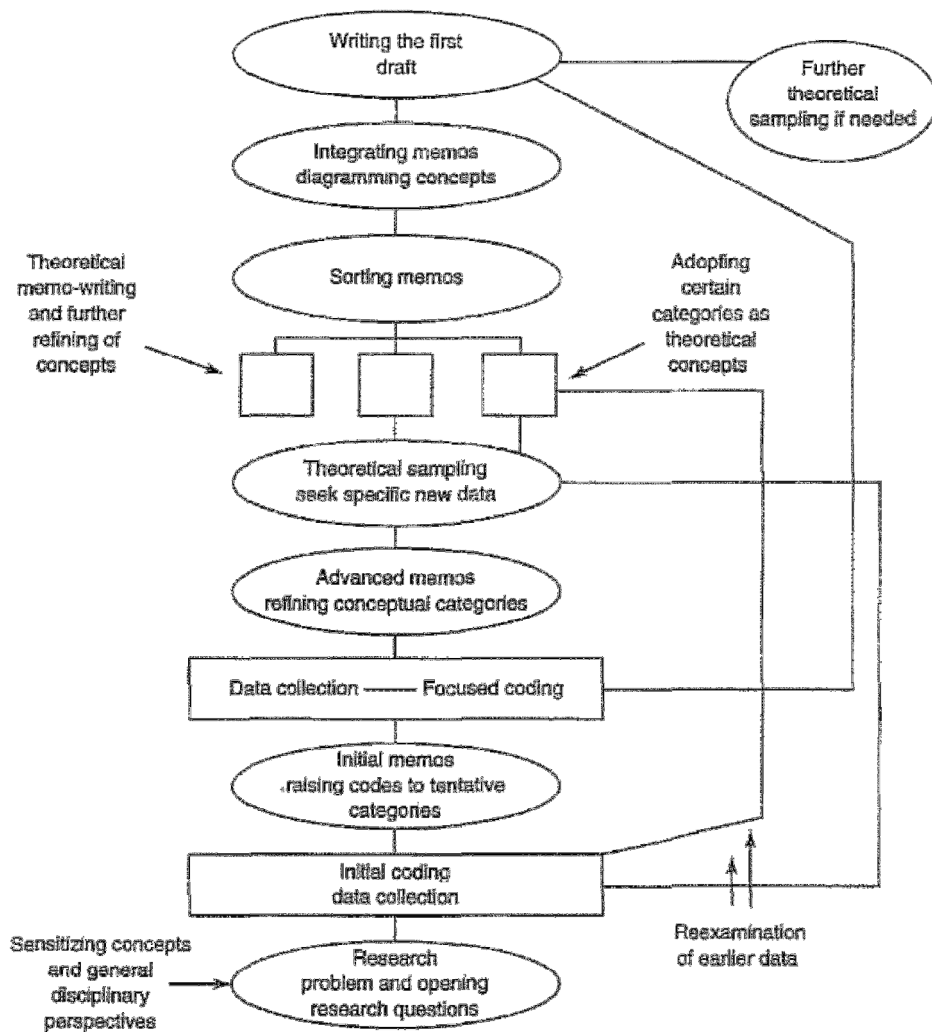 Writing the first
draft
Further
theoretical
sampling if needed
Integrating memos
diagramming concepts
Theoretical
memo-writing
and further
refining of
concepts
Sorting memos
Adopting
certain
categories as
theoretical
concepts
Theoretical sampling
seek specific new data
Advanced memos
refining conceptual categories
Data collection —— Focused coding
Initial memos
raising codes to tentative
categories
Initial coding
data collection
Sensitizing concepts
and general
disciplinary
perspectives
Research
problem and opening
research questions
Reexamination
of earlier data